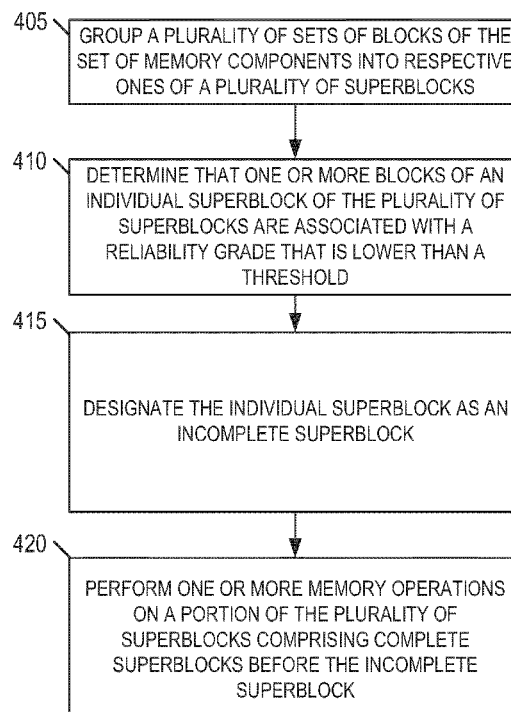 405
GROUP A PLURALITY OF SETS OF BLOCKS OF THE
SET OF MEMORY COMPONENTS INTO RESPECTIVE
ONES OF A PLURALITY OF SUPERBLOCKS
410
DETERMINE THAT ONE OR MORE BLOCKS OF AN
INDIVIDUAL SUPERBLOCK OF THE PLURALITY OF
SUPERBLOCKS ARE ASSOCIATED WITH A
RELIABILITY GRADE THAT IS LOWER THAN A
THRESHOLD
415
DESIGNATE THE INDIVIDUAL SUPERBLOCK AS AN
INCOMPLETE SUPERBLOCK
420
PERFORM ONE OR MORE MEMORY OPERATIONS
ON A PORTION OF THE PLURALITY OF
SUPERBLOCKS COMPRISING COMPLETE
SUPERBLOCKS BEFORE THE INCOMPLETE
SUPERBLOCK